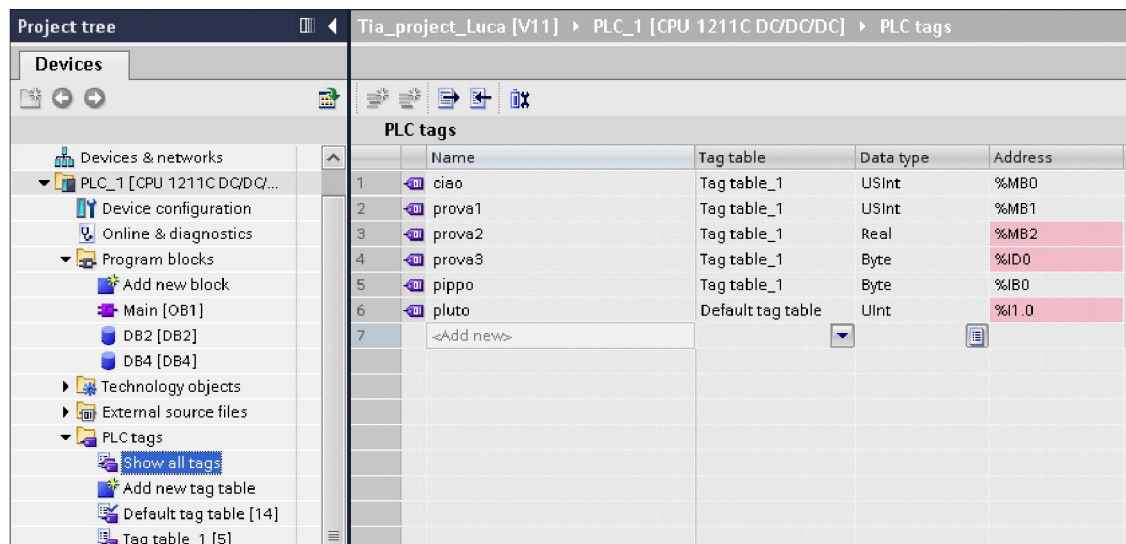 Project tree
Tia_project_Luca [V11] PLC_1 [CPU 1211C DC/DC/DC] PLC tags
Devices
PLC tags
Devices & networks
PLC_1 [CPU 1211C DC/DC/...
Device configuration
Online & diagnostics
Program blocks
Add new block
Main [OB1]
DB2 [DB2]
DB4 [DB4]
Technology objects
External source files
PLC tags
Show all tags
Add new tag table
Default tag table [14]
Tag table_1 [5]
Name Tag table Data type Address
1 ciao Tag table_1 USInt %MB0
2 prova1 Tag table_1 USInt %MB1
3 prova2 Tag table_1 Real %MB2
4 prova3 Tag table_1 Byte %ID0
5 pippo Tag table_1 Byte %IB0
6 pluto Default tag table UInt %I1.0
7 <Add new>